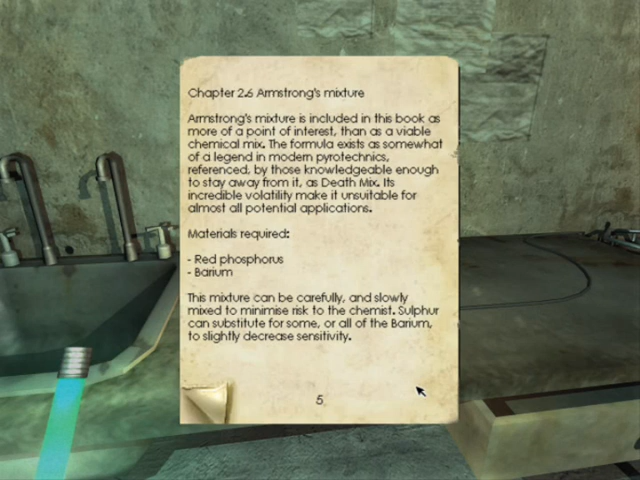 Chapter 2.6 Armstrong's mixture
Armstrong's mixture is included in this book as
more of a point of interest, than as a viable
chemical mix. The formula exists as somewhat
of a legend in modern pyrotechnics,
referenced, by those knowledgeable enough
to stay away from it, as Death Mix. Its
incredible volatility make it unsuitable for
almost all potential applications.
Materials required:
- Red phosphorus
- Barium
This mixture can be carefully, and slowly
mixed to minimise risk to the chemist. Sulphur
can substitute for some, or all of the Barium,
to slightly decrease sensitivity.
5